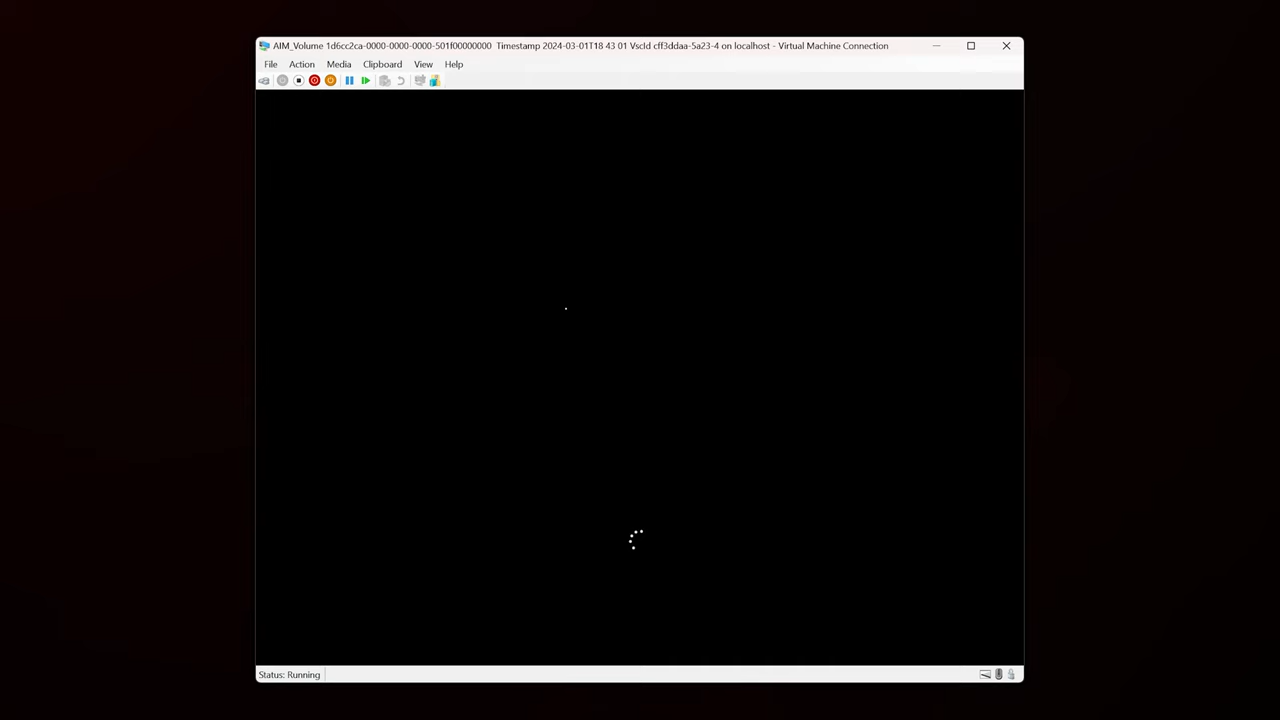 AIM_Volume 1d6cc2ca-0000-0000-0000-501f00000000  Timestamp 2024-03-01T18 43 01 VscId cff3ddaa-5a23-4 on localhost - Virtual Machine Connection
File Action Media Clipboard View Help
Status: Running